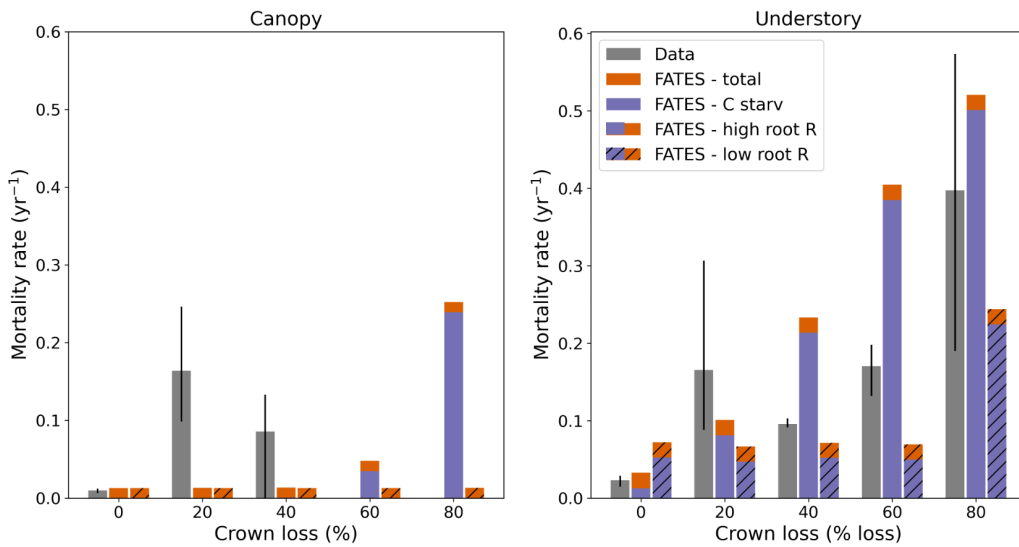 Canopy
Understory
0.6
0.5
0.4
0.3
0.2
0.1
0.0
Mortality rate (yr⁻¹)
0
20
40
60
80
Crown loss (%)
0.6
0.5
0.4
0.3
0.2
0.1
0.0
Mortality rate (yr⁻¹)
Data
FATES - total
FATES - C starv
FATES - high root R
FATES - low root R
0
20
40
60
80
Crown loss (% loss)